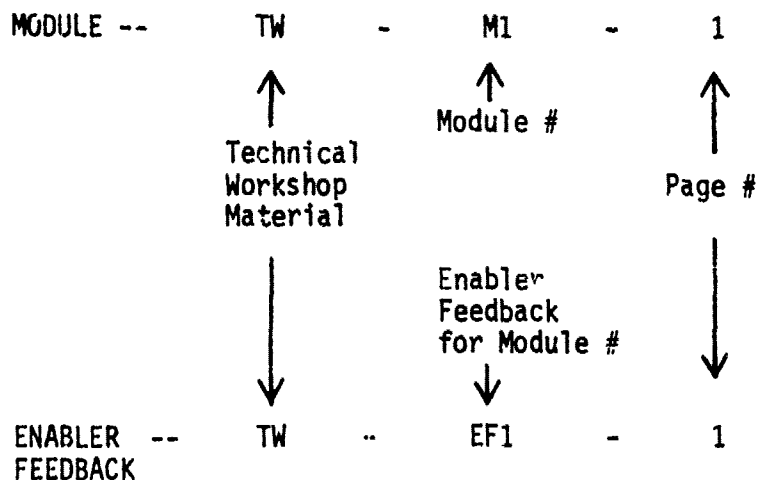 MODULE -- TW - M1 - 1
Module #
Technical
Workshop
Material
Page #
Enabler
Feedback
for Module #
ENABLER -- TW - EF1 - 1
FEEDBACK